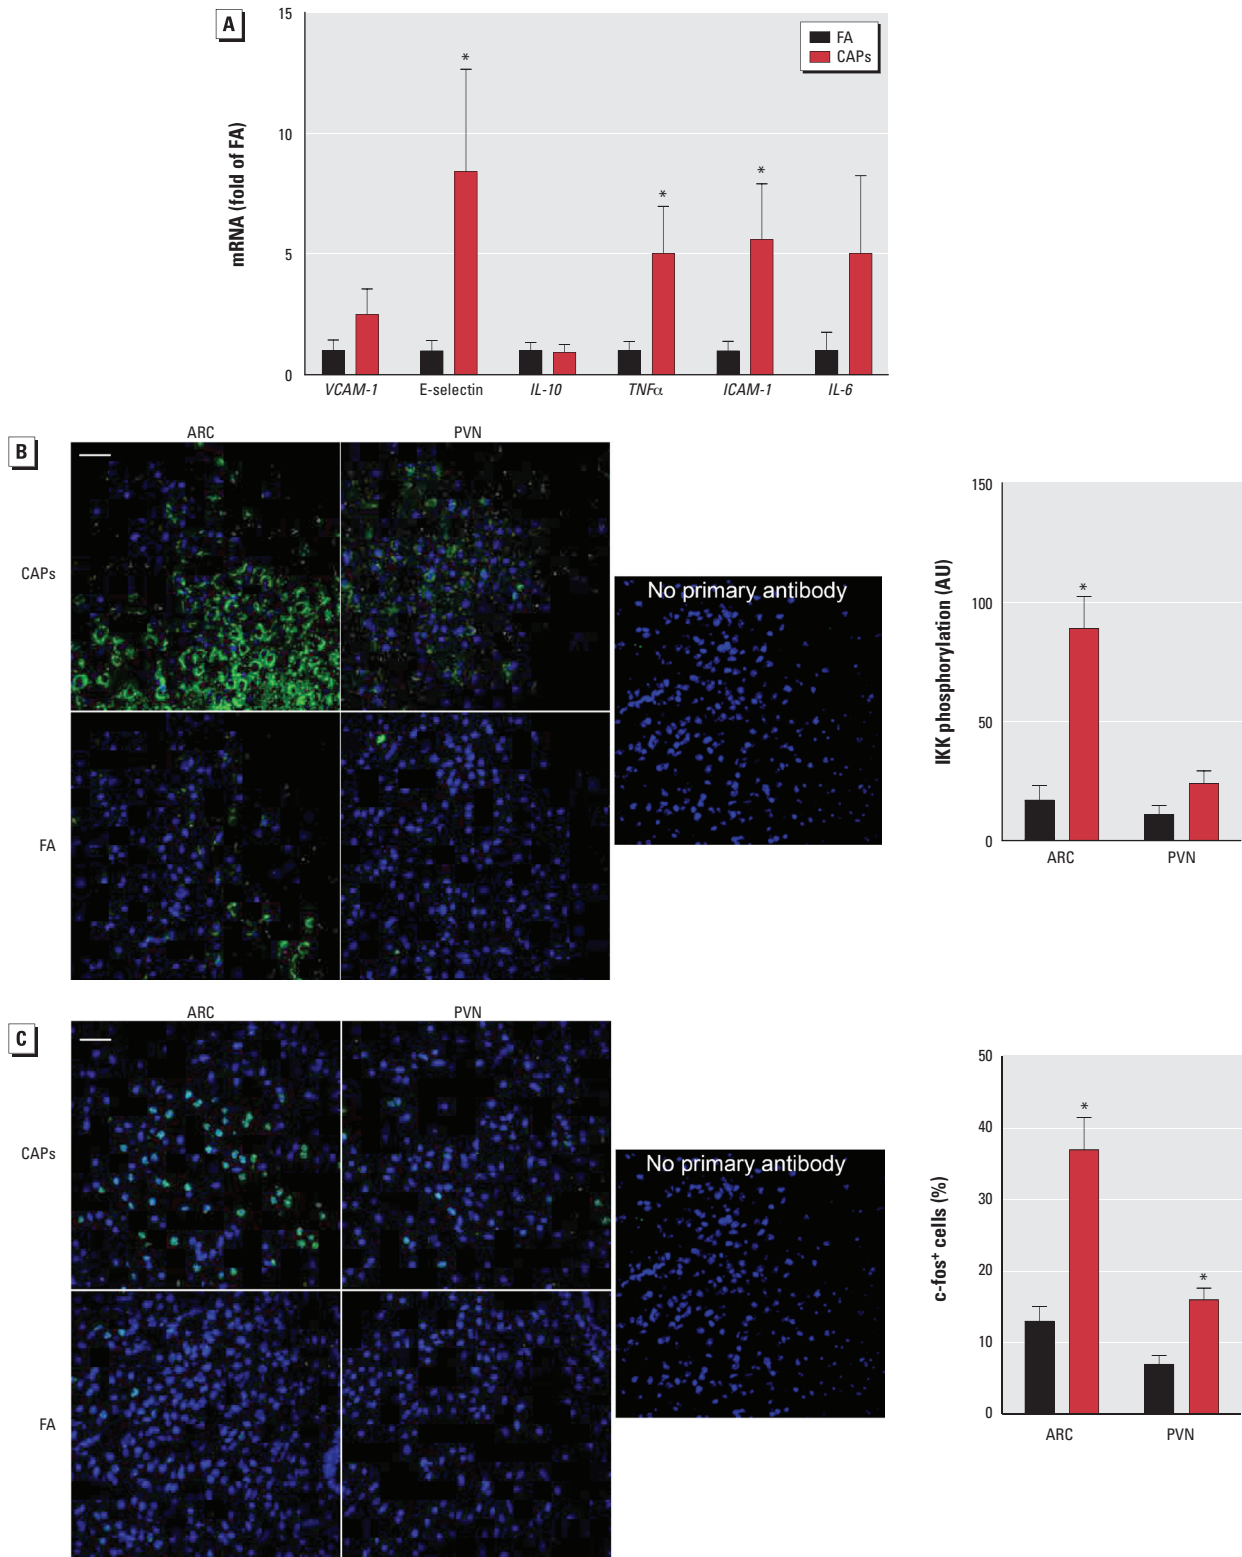 A
15
10
5
0
mRNA (fold of FA)
FA
CAPs
*
*
*
VCAM-1 E-selectin IL-10 TNFα ICAM-1 IL-6
B
ARC PVN
CAPs
FA
No primary antibody
150
100
50
0
IKK phosphorylation (AU)
*
ARC PVN
C
ARC PVN
CAPs
FA
No primary antibody
50
40
30
20
10
0
c-fos⁺ cells (%)
*
*
ARC PVN